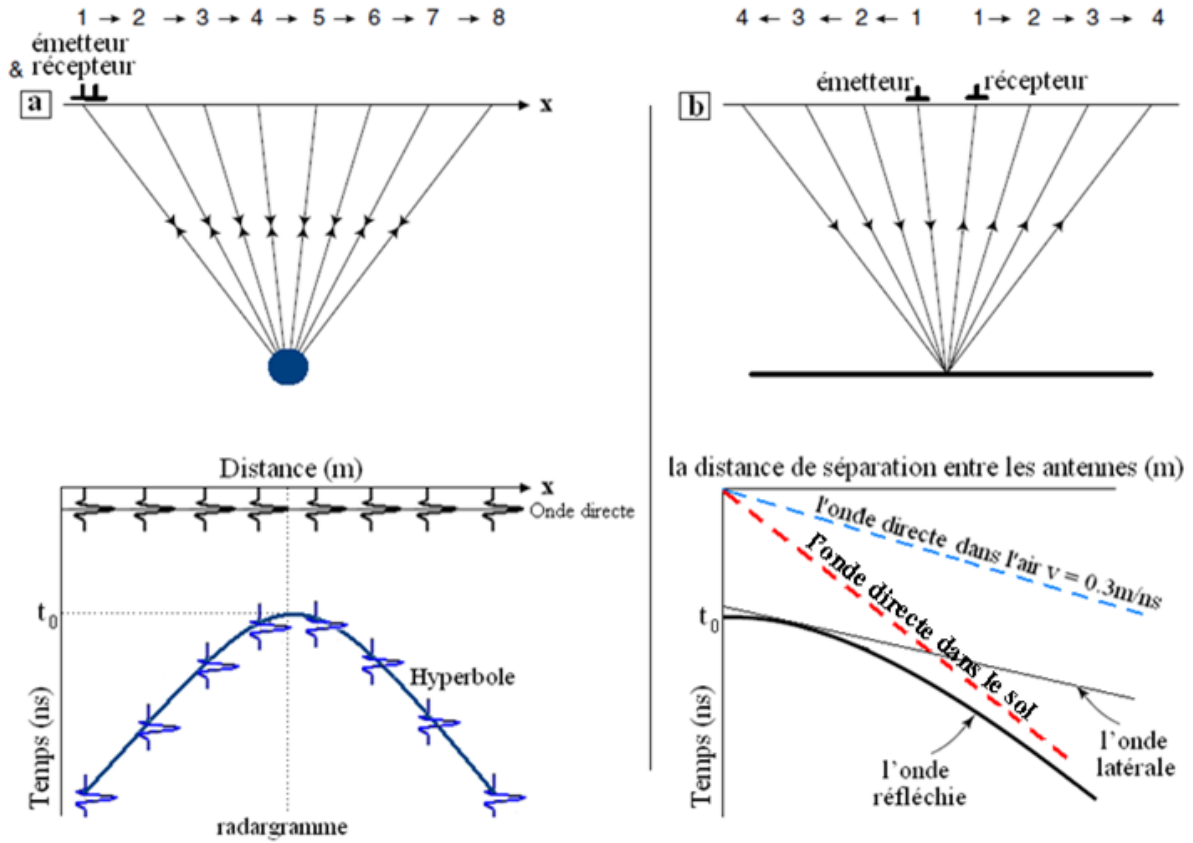 1 → 2 → 3 → 4 → 5 → 6 → 7 → 8
émetteur
& récepteur
a
x
Distance (m)
x
Onde directe
t₀
Hyperbole
Temps (ns)
radargramme
4 ← 3 ← 2 ← 1 1 → 2 → 3 → 4
émetteur récepteur
b
la distance de séparation entre les antennes (m)
l'onde directe dans l'air v = 0.3m/ns
l'onde directe dans le sol
t₀
Temps (ns)
l'onde
réfléchie
l'onde
latérale